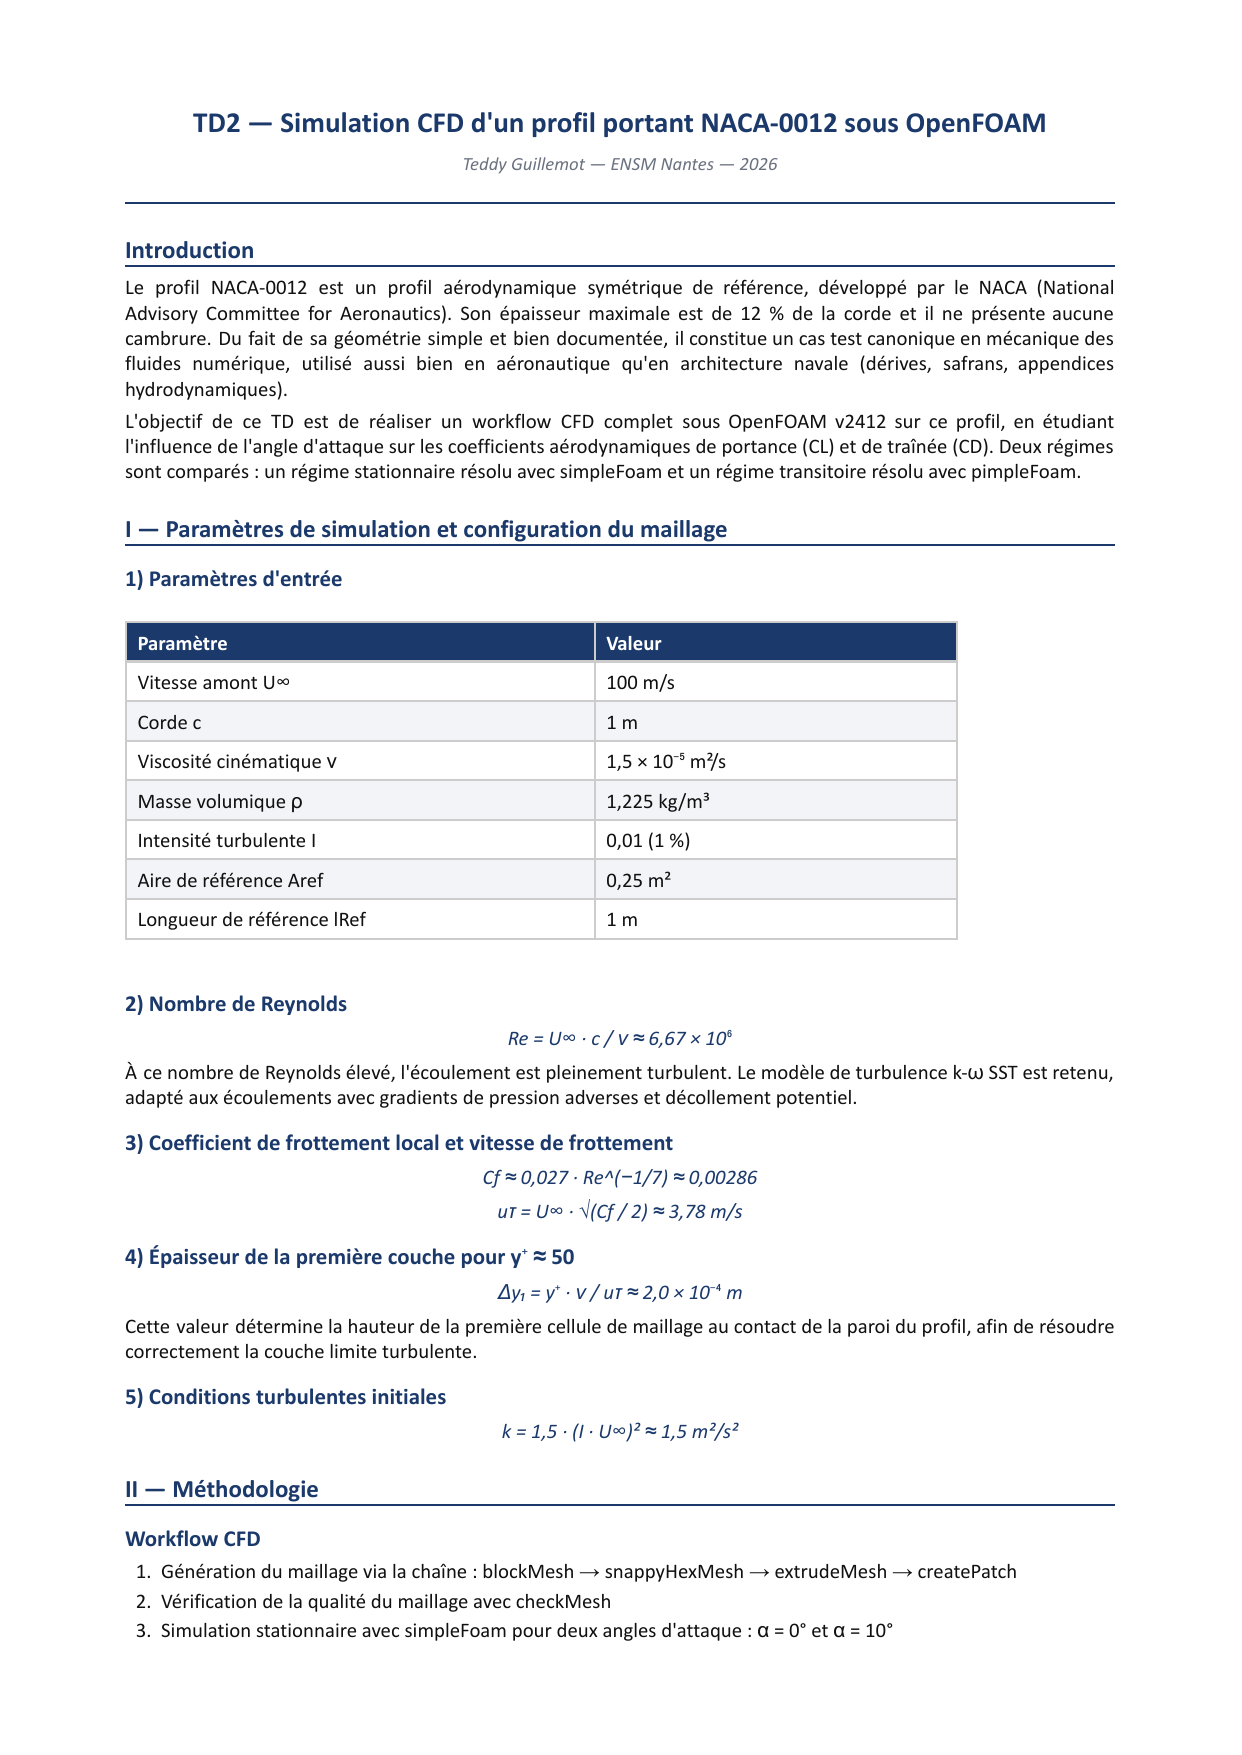 TD2 — Simulation CFD d'un profil portant NACA-0012 sous OpenFOAM
Teddy Guillemot — ENSM Nantes — 2026
Introduction
Le profil NACA-0012 est un profil aérodynamique symétrique de référence, développé par le NACA (National
Advisory Committee for Aeronautics). Son épaisseur maximale est de 12 % de la corde et il ne présente aucune
cambrure. Du fait de sa géométrie simple et bien documentée, il constitue un cas test canonique en mécanique des
fluides numérique, utilisé aussi bien en aéronautique qu'en architecture navale (dérives, safrans, appendices
hydrodynamiques).
L'objectif de ce TD est de réaliser un workflow CFD complet sous OpenFOAM v2412 sur ce profil, en étudiant
l'influence de l'angle d'attaque sur les coefficients aérodynamiques de portance (CL) et de traînée (CD). Deux régimes
sont comparés : un régime stationnaire résolu avec simpleFoam et un régime transitoire résolu avec pimpleFoam.
I — Paramètres de simulation et configuration du maillage
1) Paramètres d'entrée
Paramètre Valeur
Vitesse amont U∞ 100 m/s
Corde c 1 m
Viscosité cinématique ν 1,5 × 10⁻⁵ m²/s
Masse volumique ρ 1,225 kg/m³
Intensité turbulente I 0,01 (1 %)
Aire de référence Aref 0,25 m²
Longueur de référence lRef 1 m
2) Nombre de Reynolds
Re = U∞ · c / ν ≈ 6,67 × 10⁶
À ce nombre de Reynolds élevé, l'écoulement est pleinement turbulent. Le modèle de turbulence k-ω SST est retenu,
adapté aux écoulements avec gradients de pression adverses et décollement potentiel.
3) Coefficient de frottement local et vitesse de frottement
Cf ≈ 0,027 · Re^(−1/7) ≈ 0,00286
uτ = U∞ · √(Cf / 2) ≈ 3,78 m/s
4) Épaisseur de la première couche pour y⁺ ≈ 50
Δy₁ = y⁺ · ν / uτ ≈ 2,0 × 10⁻⁴ m
Cette valeur détermine la hauteur de la première cellule de maillage au contact de la paroi du profil, afin de résoudre
correctement la couche limite turbulente.
5) Conditions turbulentes initiales
k = 1,5 · (I · U∞)² ≈ 1,5 m²/s²
II — Méthodologie
Workflow CFD
1. Génération du maillage via la chaîne : blockMesh → snappyHexMesh → extrudeMesh → createPatch
2. Vérification de la qualité du maillage avec checkMesh
3. Simulation stationnaire avec simpleFoam pour deux angles d'attaque : α = 0° et α = 10°